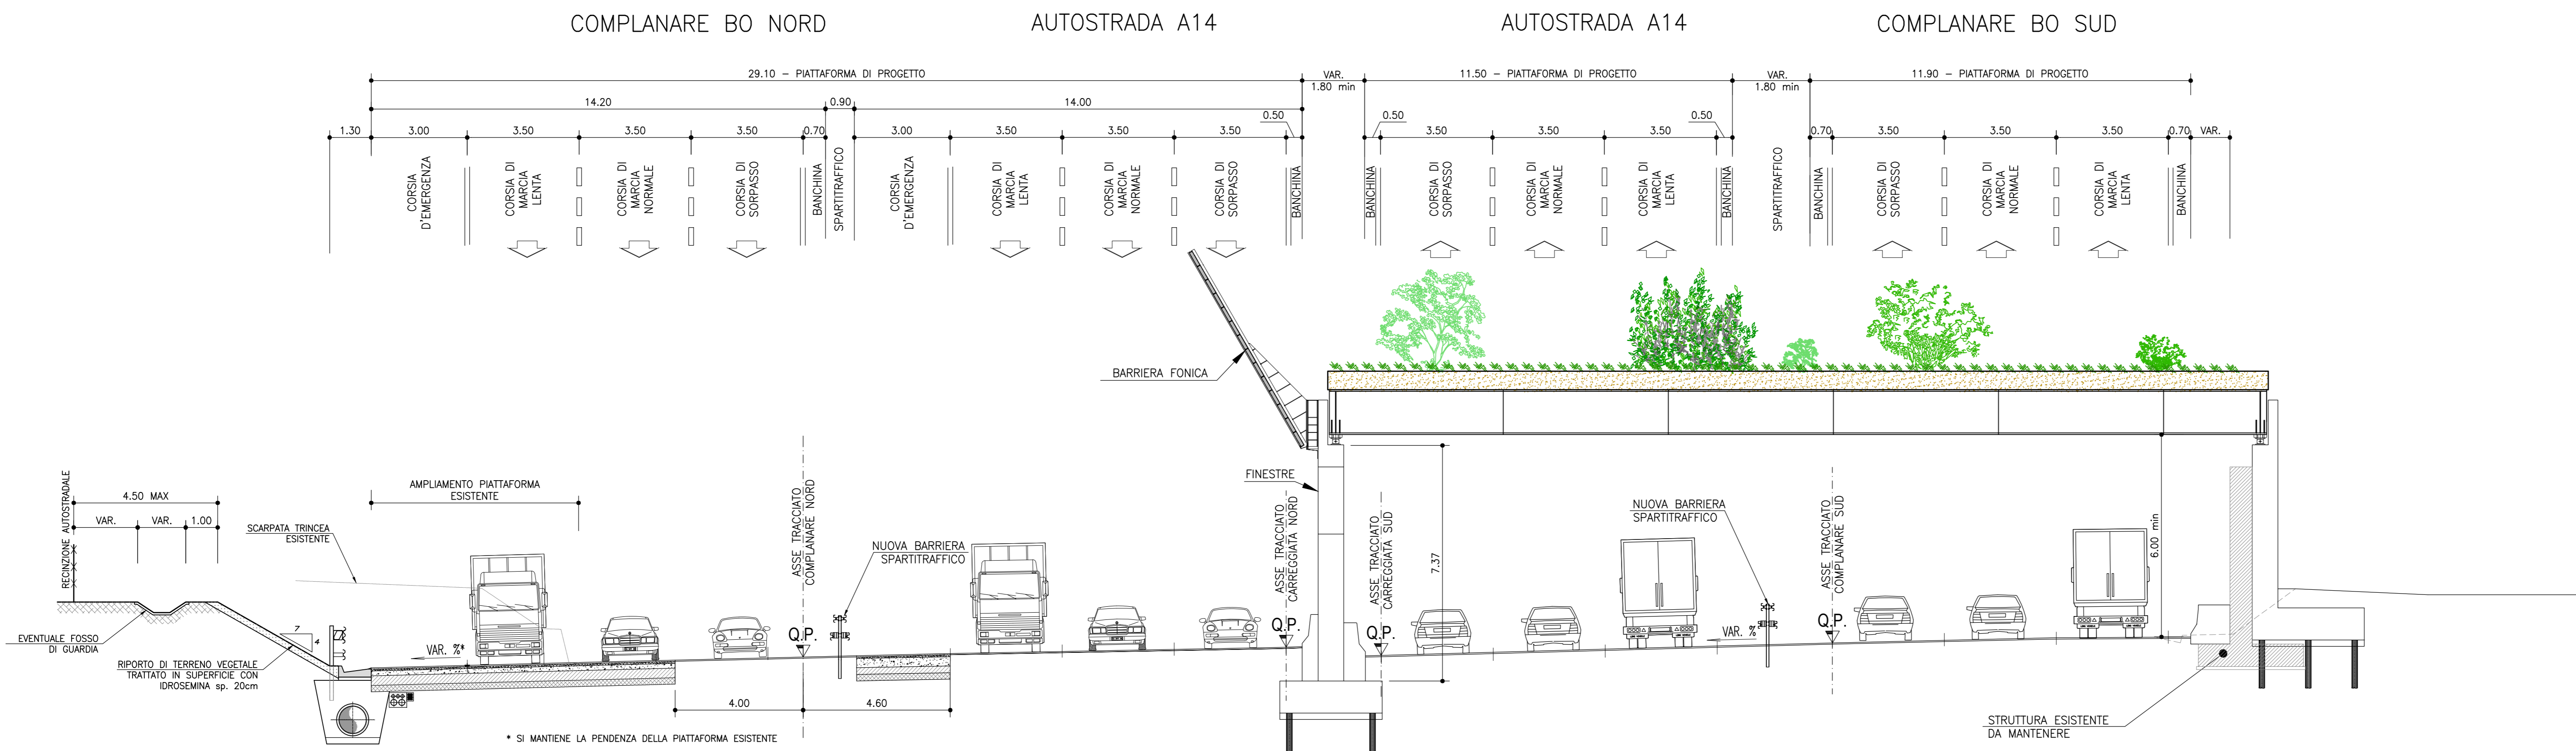 COMPLANARE BO NORD
AUTOSTRADA A14
AUTOSTRADA A14
COMPLANARE BO SUD
29.10 – PIATTAFORMA DI PROGETTO
VAR.
1.80 min
11.50 – PIATTAFORMA DI PROGETTO
VAR.
1.80 min
11.90 – PIATTAFORMA DI PROGETTO
14.20
0.90
14.00
0.50
0.50
0.50
1.30
3.00
3.50
3.50
3.50
0.70
3.00
3.50
3.50
3.50
3.50
3.50
3.50
0.70
3.50
3.50
3.50
0.70
VAR.
CORSIA
D'EMERGENZA
CORSIA DI
MARCIA
LENTA
CORSIA DI
MARCIA
NORMALE
CORSIA DI
SORPASSO
BANCHINA
SPARTITRAFFICO
CORSIA
D'EMERGENZA
CORSIA DI
MARCIA
LENTA
CORSIA DI
MARCIA
NORMALE
CORSIA DI
SORPASSO
BANCHINA
BANCHINA
CORSIA DI
SORPASSO
CORSIA DI
MARCIA
NORMALE
CORSIA DI
MARCIA
LENTA
BANCHINA
SPARTITRAFFICO
BANCHINA
CORSIA DI
SORPASSO
CORSIA DI
MARCIA
NORMALE
CORSIA DI
MARCIA
LENTA
BANCHINA
BARRIERA FONICA
FINESTRE
RECINZIONE AUTOSTRADALE
4.50 MAX
VAR.
VAR.
1.00
SCARPATA TRINCEA
ESISTENTE
AMPLIAMENTO PIATTAFORMA
ESISTENTE
ASSE TRACCIATO
COMPLANARE NORD
NUOVA BARRIERA
SPARTITRAFFICO
ASSE TRACCIATO
CARREGGIATA NORD
ASSE TRACCIATO
CARREGGIATA SUD
7.37
NUOVA BARRIERA
SPARTITRAFFICO
ASSE TRACCIATO
COMPLANARE SUD
6.00 min
Q.P.
Q.P.
Q.P.
Q.P.
VAR. %*
VAR. %
7
4
EVENTUALE FOSSO
DI GUARDIA
RIPORTO DI TERRENO VEGETALE
TRATTATO IN SUPERFICIE CON
IDROSEMINA sp. 20cm
4.00
4.60
* SI MANTIENE LA PENDENZA DELLA PIATTAFORMA ESISTENTE
STRUTTURA ESISTENTE
DA MANTENERE